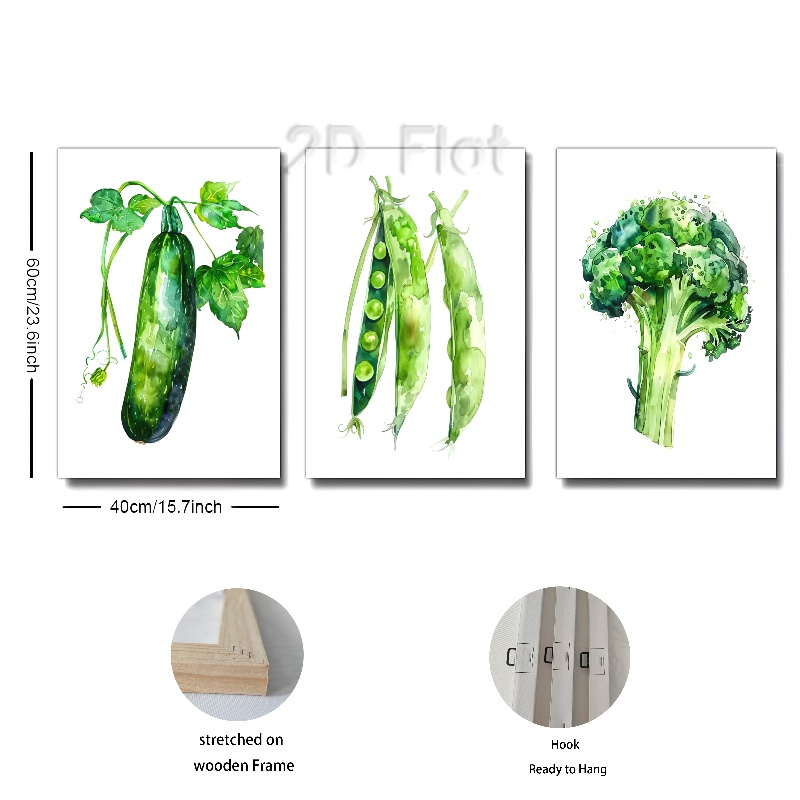 2D Flat
60cm/23.6inch
40cm/15.7inch
stretched on
wooden Frame
Hook
Ready to Hang